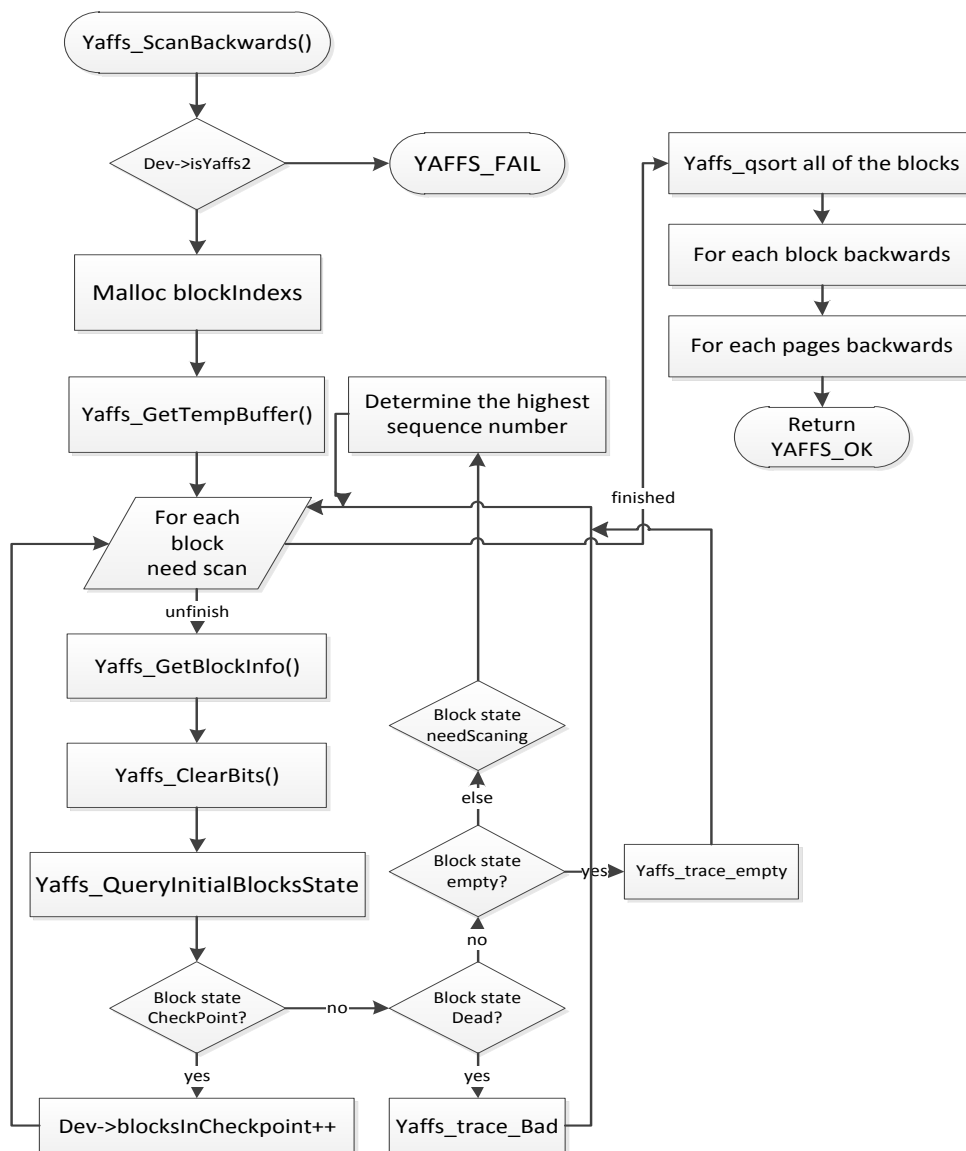 Yaffs_ScanBackwards()
Dev->isYaffs2
YAFFS_FAIL
Malloc blockIndexs
Yaffs_GetTempBuffer()
For each
block
need scan
unfinish
Yaffs_GetBlockInfo()
Yaffs_ClearBits()
Yaffs_QueryInitialBlocksState
Block state
CheckPoint?
yes
Dev->blocksInCheckpoint++
no
Block state
Dead?
yes
Yaffs_trace_Bad
no
Block state
empty?
yes
Yaffs_trace_empty
else
Block state
needScaning
Determine the highest
sequence number
finished
Yaffs_qsort all of the blocks
For each block backwards
For each pages backwards
Return
YAFFS_OK